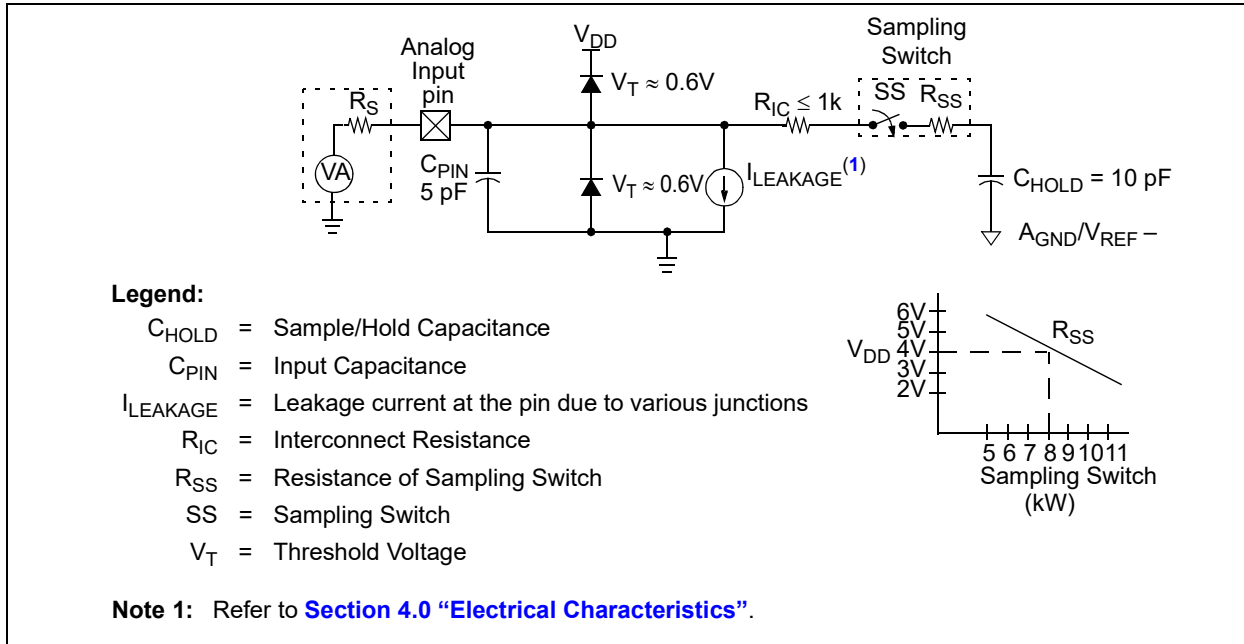 Analog
Input
pin
V_DD
V_T ≈ 0.6V
Sampling
Switch
R_S
R_IC ≤ 1k
SS
R_SS
VA
C_PIN
5 pF
V_T ≈ 0.6V
I_LEAKAGE(1)
C_HOLD = 10 pF
A_GND/V_REF –
Legend:
C_HOLD = Sample/Hold Capacitance
C_PIN = Input Capacitance
I_LEAKAGE = Leakage current at the pin due to various junctions
R_IC = Interconnect Resistance
R_SS = Resistance of Sampling Switch
SS = Sampling Switch
V_T = Threshold Voltage
6V
5V
V_DD 4V
3V
2V
R_SS
5 6 7 8 9 10 11
Sampling Switch
(kW)
Note 1: Refer to Section 4.0 “Electrical Characteristics”.